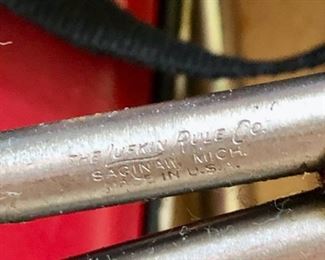 THE LUFKIN RULE CO.
SAGINAW, MICH.
MADE IN U.S.A.